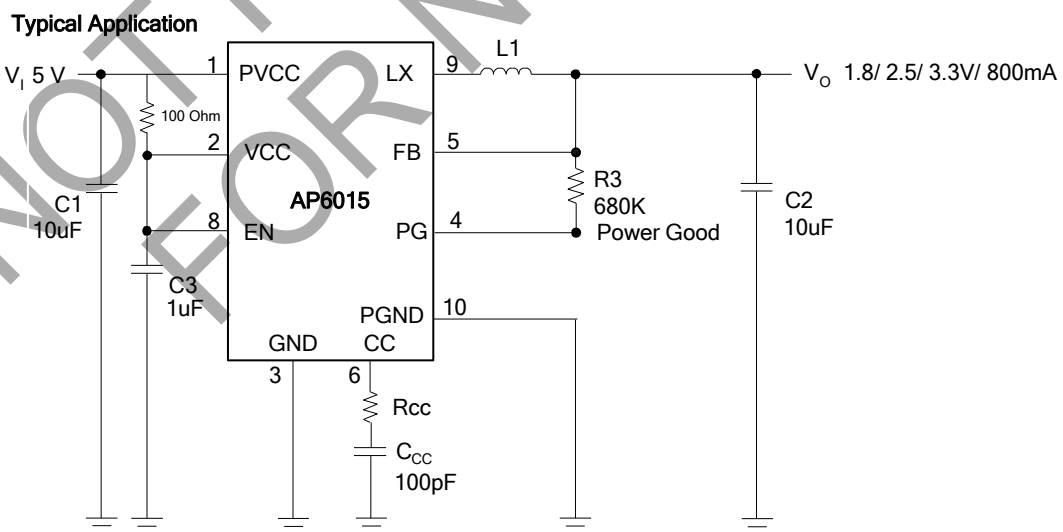 Typical Application
V_I 5 V
1
PVCC
LX
9
L1
V_O 1.8/ 2.5/ 3.3V/ 800mA
100 Ohm
2
VCC
FB
5
AP6015
R3
680K
C1
10uF
C2
10uF
8
EN
PG
4
Power Good
C3
1uF
PGND
10
GND
CC
3
6
Rcc
C_CC
100pF
NOT
FOR N